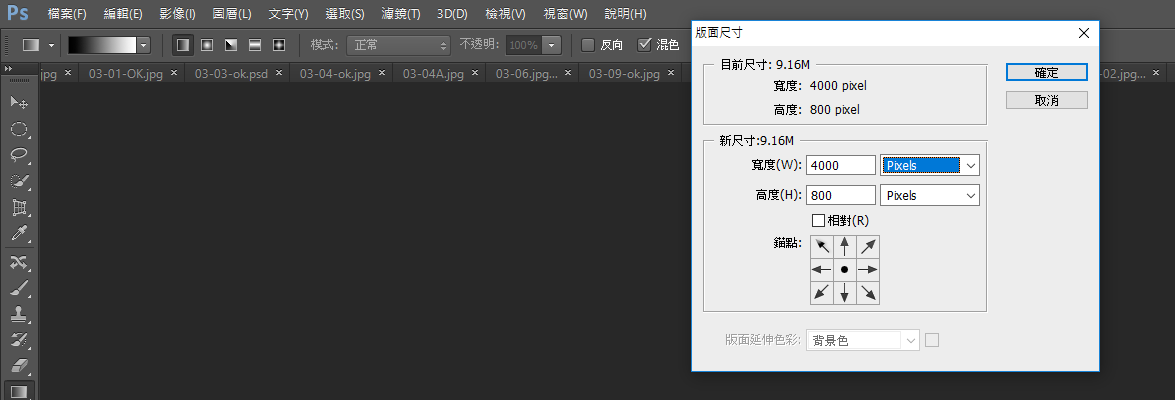 Ps 檔案(F) 編輯(E) 影像(I) 圖層(L) 文字(Y) 選取(S) 濾鏡(T) 3D(D) 檢視(V) 視窗(W) 說明(H)
模式: 正常 不透明: 100% 反向 混色
jpg × 03-01-OK.jpg × 03-03-ok.psd × 03-04-ok.jpg × 03-04A.jpg × 03-06.jpg... × 03-09-ok.jpg × -02.jpg... ×
版面尺寸
目前尺寸: 9.16M
寬度: 4000 pixel
高度: 800 pixel
確定
取消
新尺寸:9.16M
寬度(W): 4000 Pixels
高度(H): 800 Pixels
相對(R)
錨點:
版面延伸色彩: 背景色